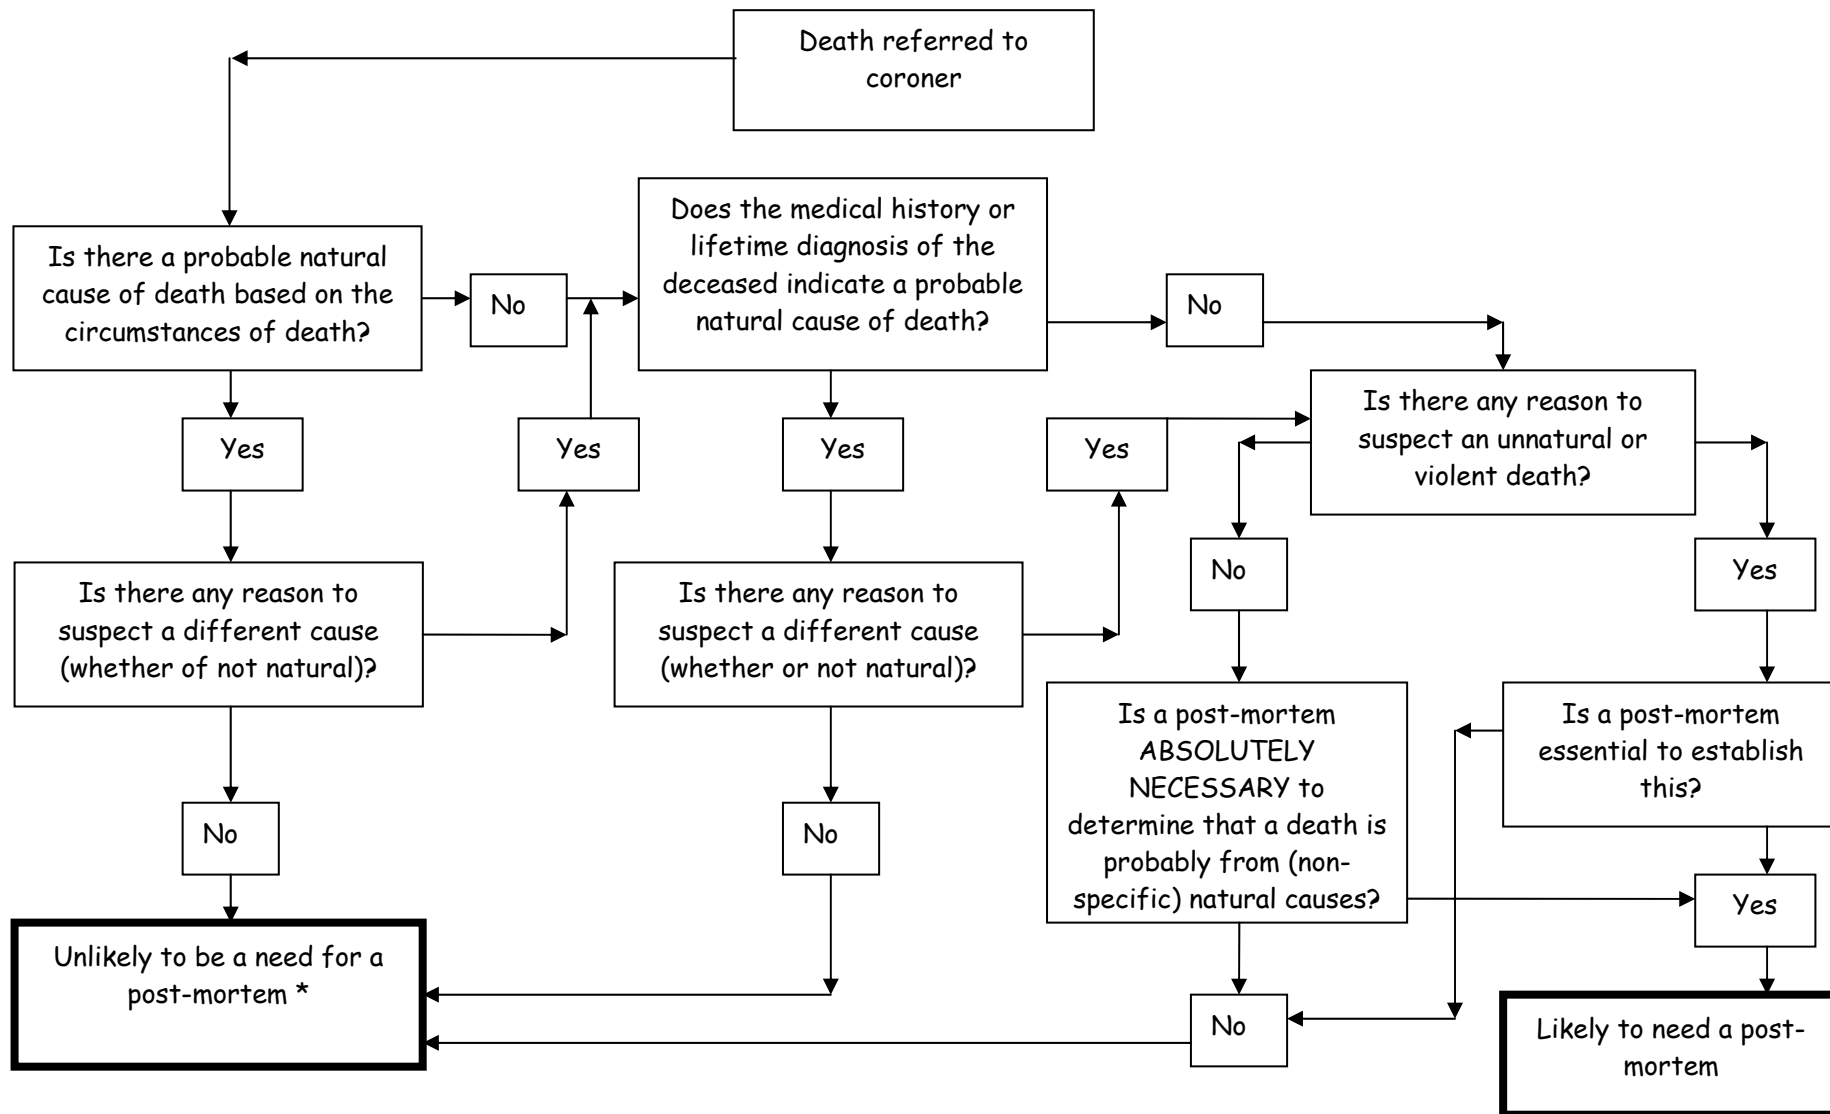 Death referred to
coroner
Is there a probable natural
cause of death based on the
circumstances of death?
No
Does the medical history or
lifetime diagnosis of the
deceased indicate a probable
natural cause of death?
No
Yes
Yes
Yes
Yes
Is there any reason to
suspect an unnatural or
violent death?
Is there any reason to
suspect a different cause
(whether of not natural)?
Is there any reason to
suspect a different cause
(whether or not natural)?
No
Yes
Is a post-mortem
ABSOLUTELY
NECESSARY to
determine that a death is
probably from (non-
specific) natural causes?
Is a post-mortem
essential to establish
this?
No
No
Yes
Unlikely to be a need for a
post-mortem *
No
Likely to need a post-
mortem